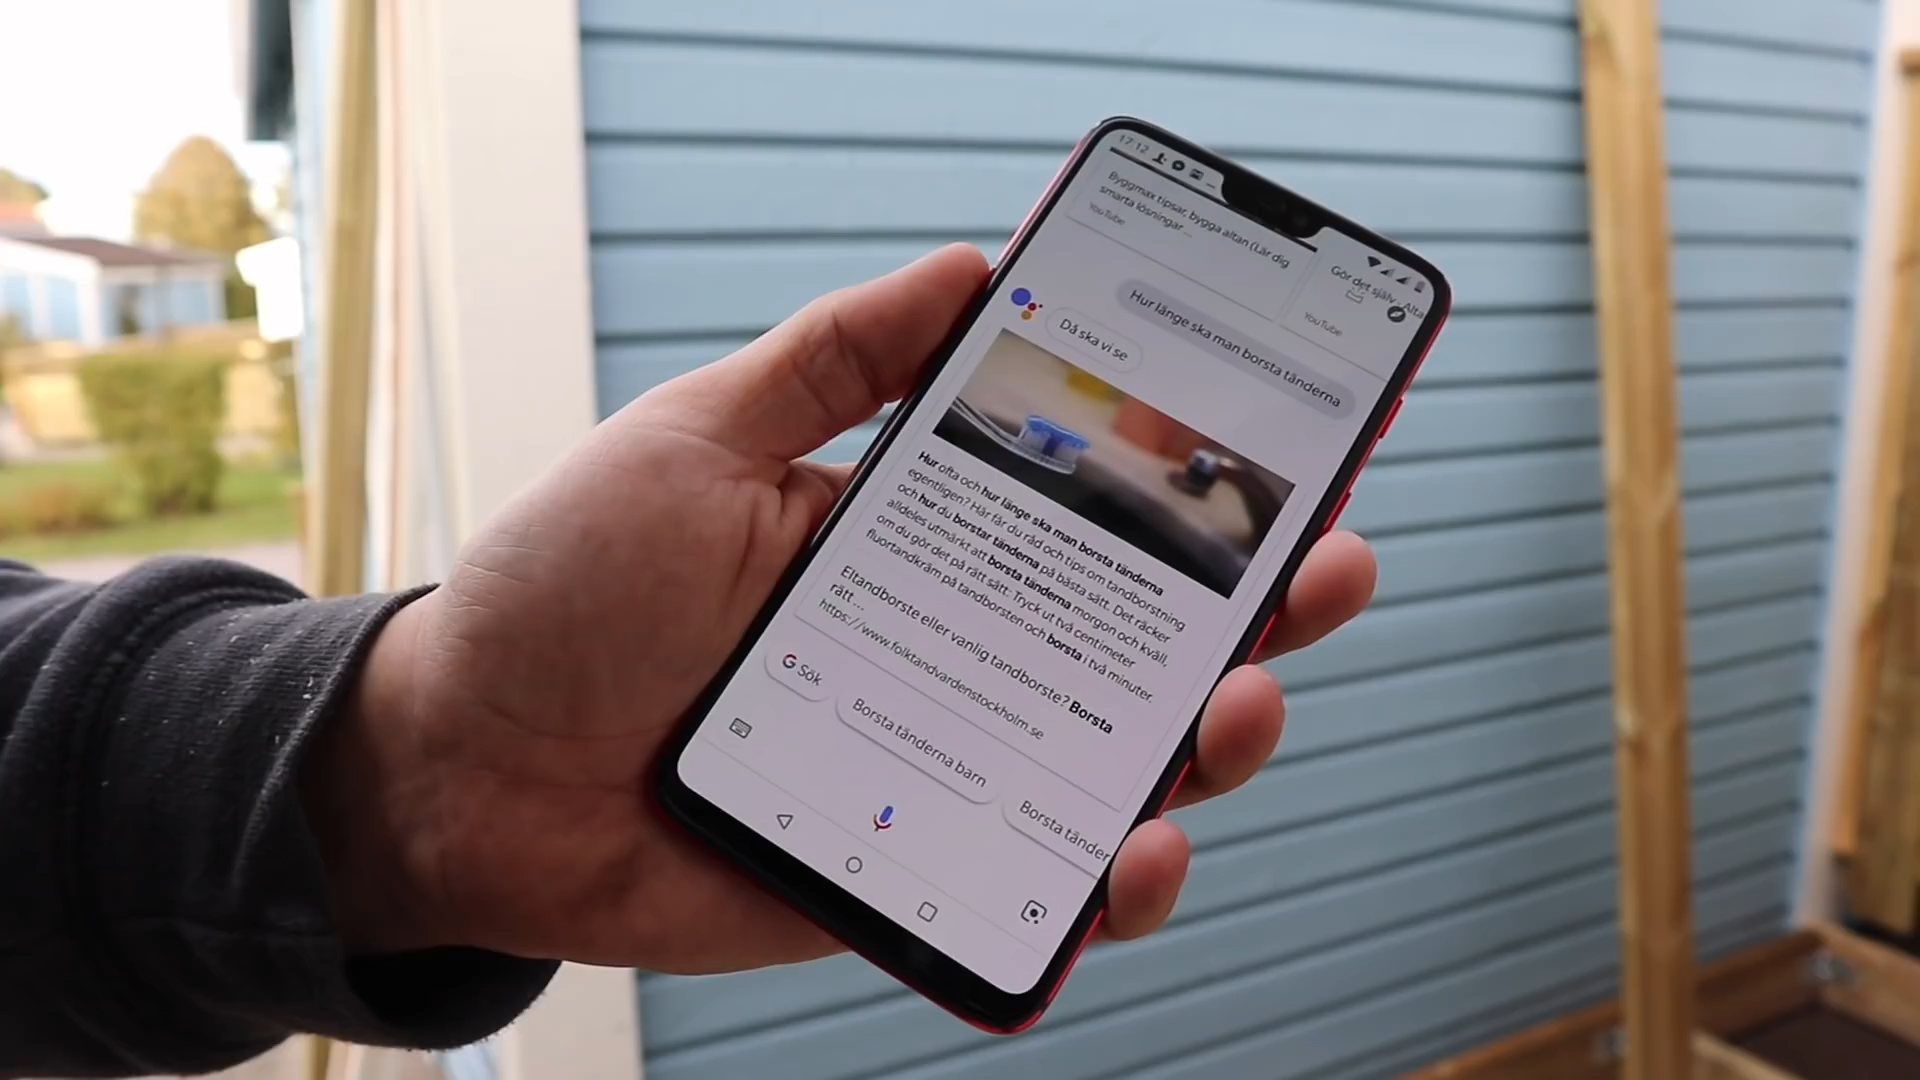 17:12
Byggmax tipsar, bygga altan (Lär dig
smarta lösningar...
YouTube
Gör det själv - Alta
YouTube
Hur länge ska man borsta tänderna
Då ska vi se
Hur ofta och hur länge ska man borsta tänderna
egentligen? Här får du råd och tips om tandborstning
och hur du borstar tänderna på bästa sätt. Det räcker
alldeles utmärkt att borsta tänderna morgon och kväll,
om du gör det på rätt sätt: Tryck ut två centimeter
fluortandkräm på tandborsten och borsta i två minuter.
Eltandborste eller vanlig tandborste? Borsta
rätt ...
https://www.folktandvardenstockholm.se
G Sök
Borsta tänderna barn
Borsta tänder